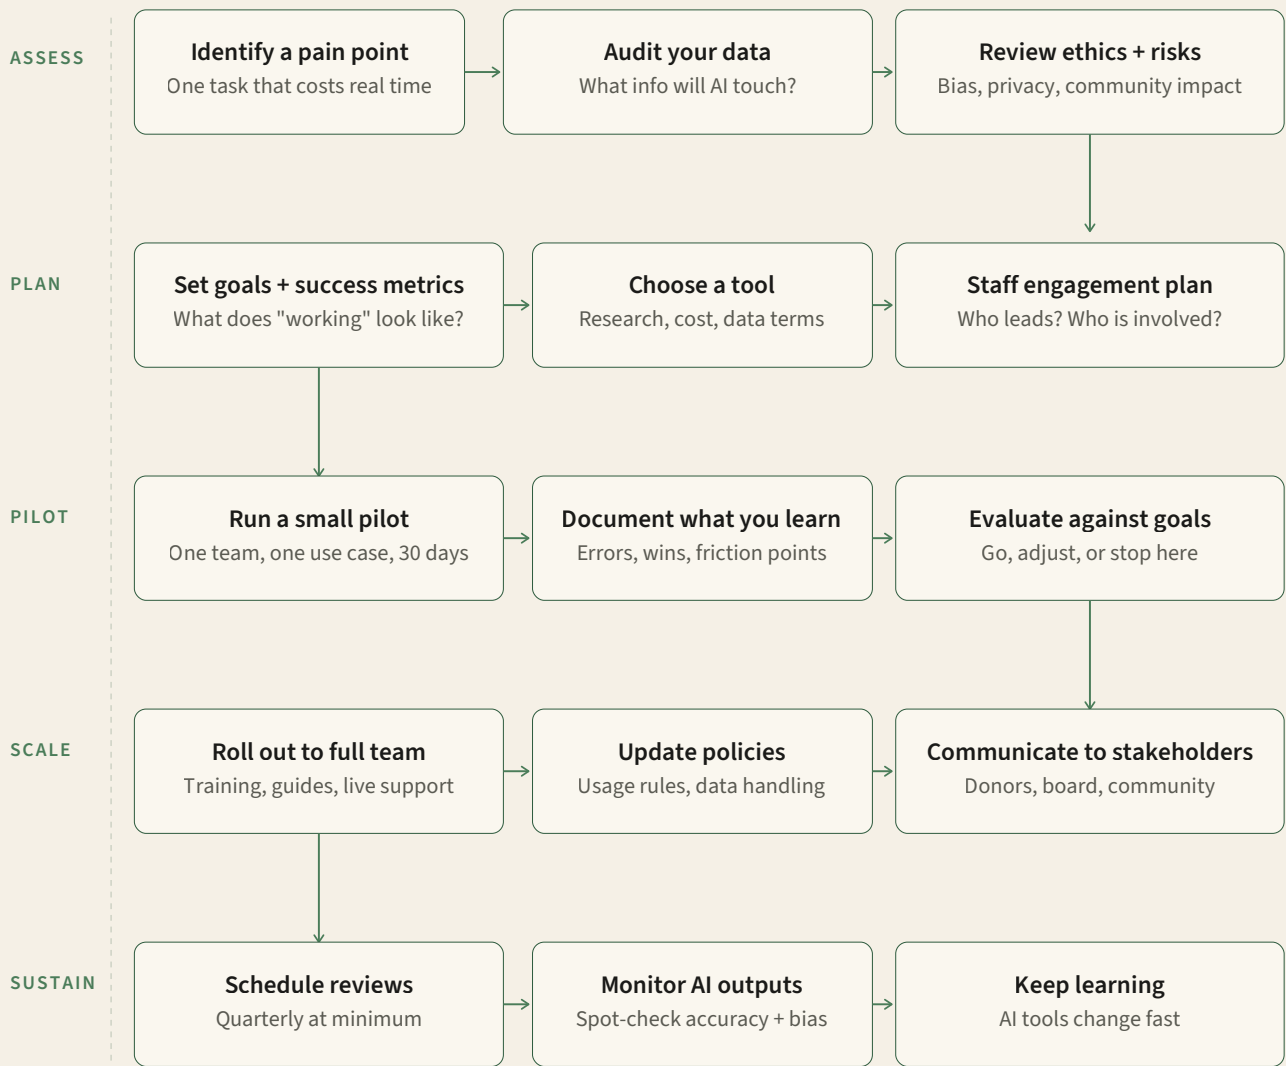 ASSESS
Identify a pain point
One task that costs real time
Audit your data
What info will AI touch?
Review ethics + risks
Bias, privacy, community impact
PLAN
Set goals + success metrics
What does "working" look like?
Choose a tool
Research, cost, data terms
Staff engagement plan
Who leads? Who is involved?
PILOT
Run a small pilot
One team, one use case, 30 days
Document what you learn
Errors, wins, friction points
Evaluate against goals
Go, adjust, or stop here
SCALE
Roll out to full team
Training, guides, live support
Update policies
Usage rules, data handling
Communicate to stakeholders
Donors, board, community
SUSTAIN
Schedule reviews
Quarterly at minimum
Monitor AI outputs
Spot-check accuracy + bias
Keep learning
AI tools change fast